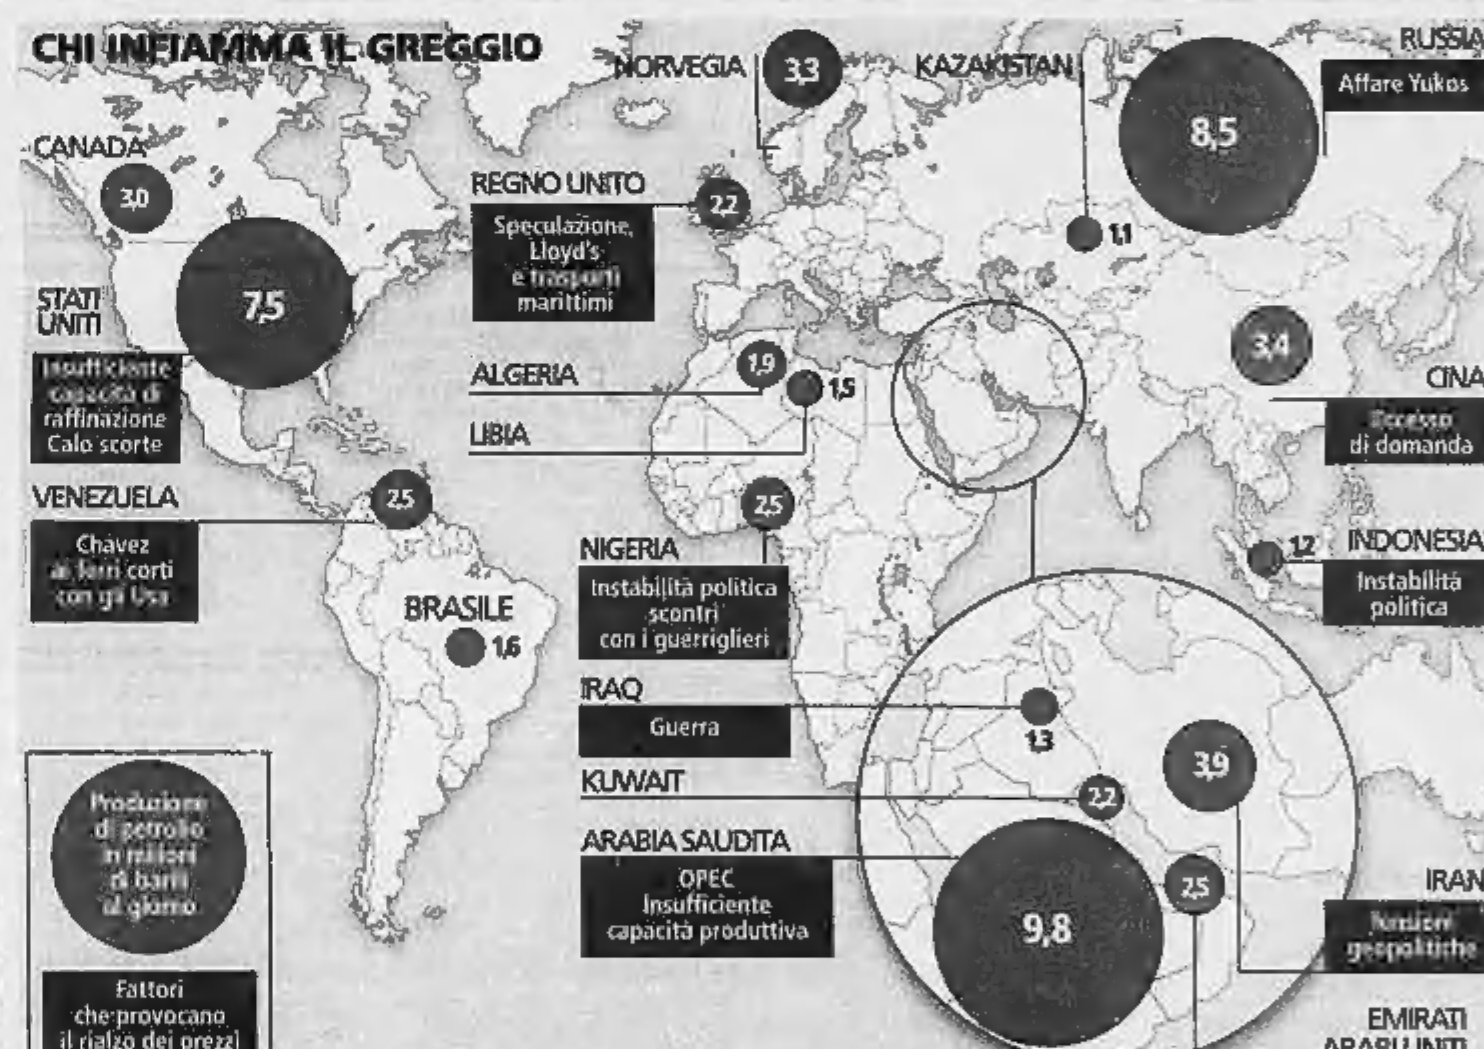 CHI INFIAMMA IL GREGGIO
CANADA
3,0
STATI
UNITI
7,5
Insufficiente
capacità di
raffinazione
Calo scorte
VENEZUELA
2,5
Chavez
ai ferri corti
con gli Usa
BRASILE
1,6
NORVEGIA
3,3
REGNO UNITO
2,2
Speculazione,
Lloyd's
e trasporti
marittimi
ALGERIA
1,9
LIBIA
1,5
NIGERIA
2,5
Instabilità politica
scontri
con i guerriglieri
IRAQ
Guerra
1,3
KUWAIT
2,2
ARABIA SAUDITA
OPEC
Insufficiente
capacità produttiva
9,8
KAZAKISTAN
1,1
RUSSIA
Affare Yukos
8,5
3,4
CINA
Eccesso
di domanda
1,2
INDONESIA
Instabilità
politica
3,9
IRAN
Tensioni
geopolitiche
2,5
EMIRATI
ARABI UNITI
Produzione
di petrolio
in milioni
di barili
al giorno
Fattori
che provocano
il rialzo dei prezzi